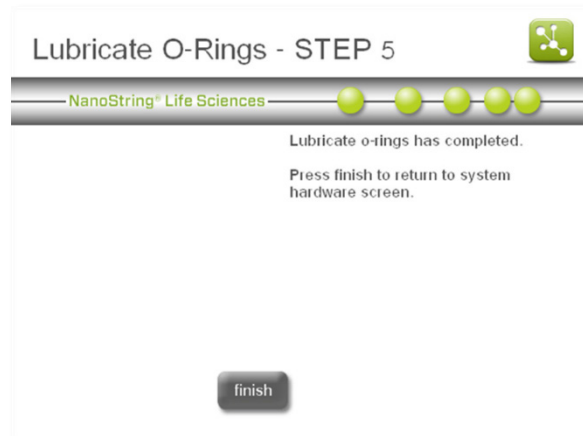 Lubricate O-Rings - STEP 5
NanoString® Life Sciences
Lubricate o-rings has completed.
Press finish to return to system
hardware screen.
finish